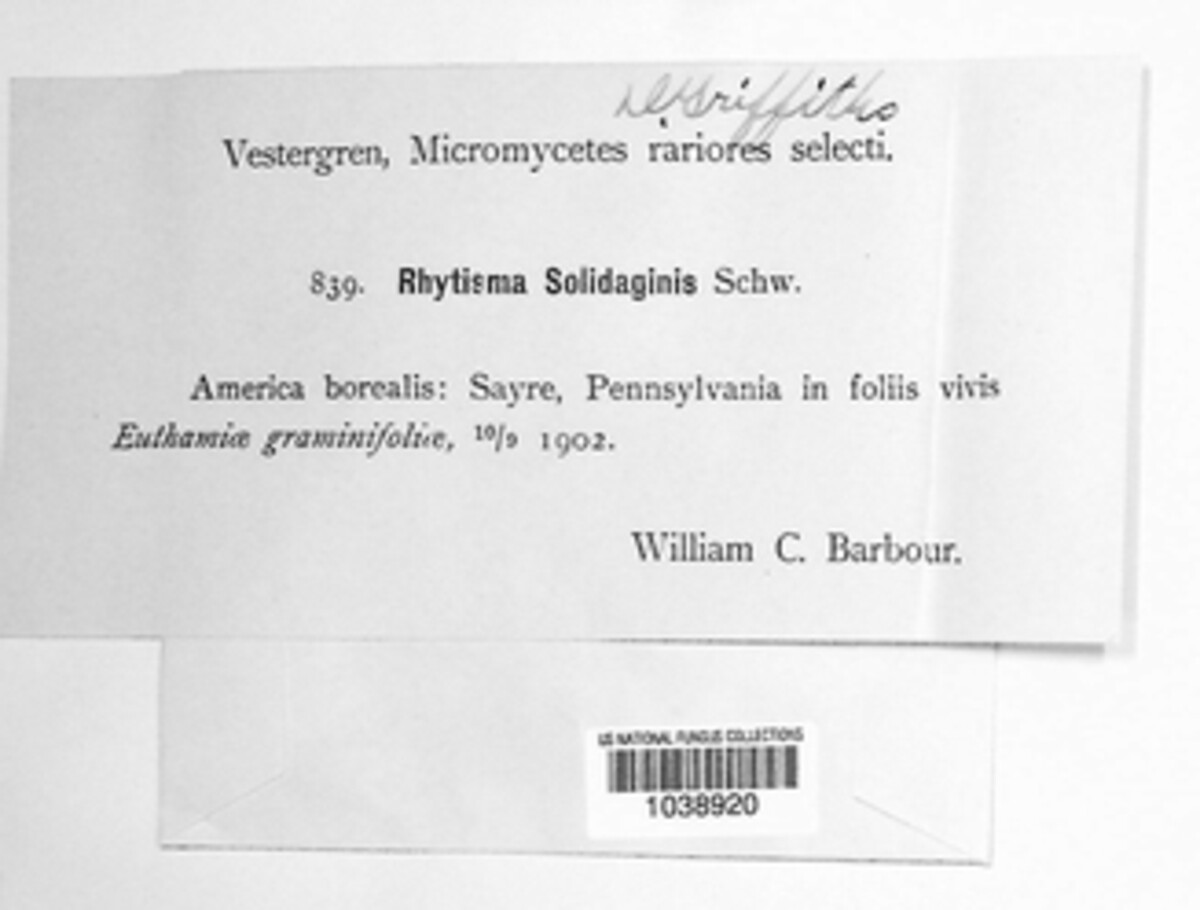 D. Griffiths
Vestergren, Micromycetes rariores selecti.
839. Rhytisma Solidaginis Schw.
America borealis: Sayre, Pennsylvania in foliis vivis
Euthamiæ graminifoliæ, 10/9 1902.
William C. Barbour.
US NATIONAL FUNGUS COLLECTIONS
1038920